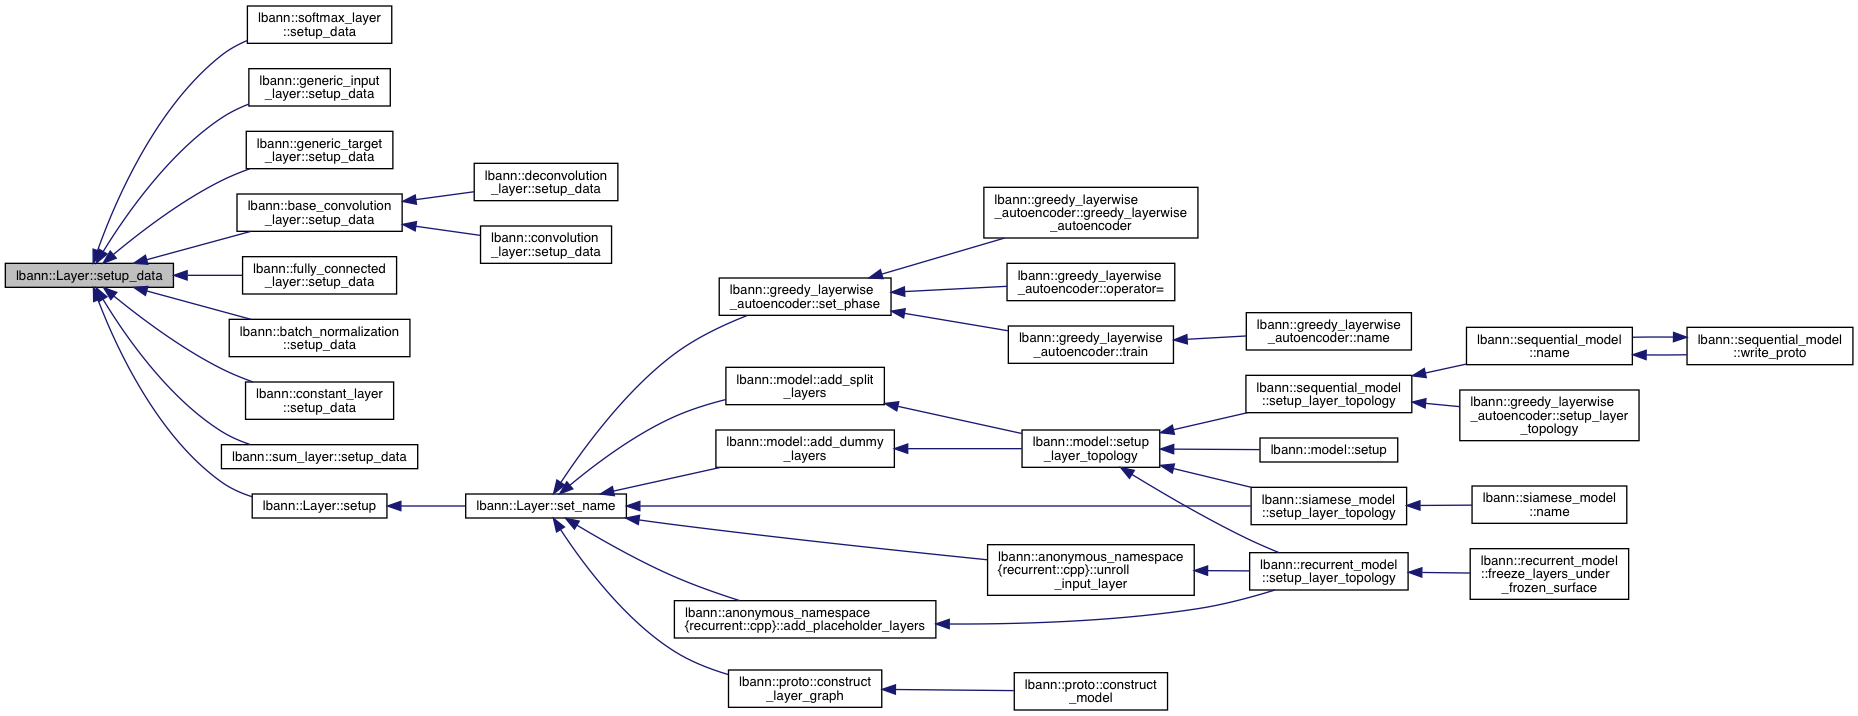 lbann::softmax_layer
::setup_data
lbann::generic_input
_layer::setup_data
lbann::generic_target
_layer::setup_data
lbann::base_convolution
_layer::setup_data
lbann::deconvolution
_layer::setup_data
lbann::convolution
_layer::setup_data
lbann::Layer::setup_data
lbann::fully_connected
_layer::setup_data
lbann::batch_normalization
::setup_data
lbann::constant_layer
::setup_data
lbann::sum_layer::setup_data
lbann::Layer::setup
lbann::Layer::set_name
lbann::greedy_layerwise
_autoencoder::set_phase
lbann::greedy_layerwise
_autoencoder::greedy_layerwise
_autoencoder
lbann::greedy_layerwise
_autoencoder::operator=
lbann::greedy_layerwise
_autoencoder::train
lbann::greedy_layerwise
_autoencoder::name
lbann::model::add_split
_layers
lbann::model::add_dummy
_layers
lbann::model::setup
_layer_topology
lbann::sequential_model
::setup_layer_topology
lbann::sequential_model
::name
lbann::sequential_model
::write_proto
lbann::greedy_layerwise
_autoencoder::setup_layer
_topology
lbann::model::setup
lbann::siamese_model
::setup_layer_topology
lbann::siamese_model
::name
lbann::anonymous_namespace
{recurrent::cpp}::unroll
_input_layer
lbann::recurrent_model
::setup_layer_topology
lbann::recurrent_model
::freeze_layers_under
_frozen_surface
lbann::anonymous_namespace
{recurrent::cpp}::add_placeholder_layers
lbann::proto::construct
_layer_graph
lbann::proto::construct
_model